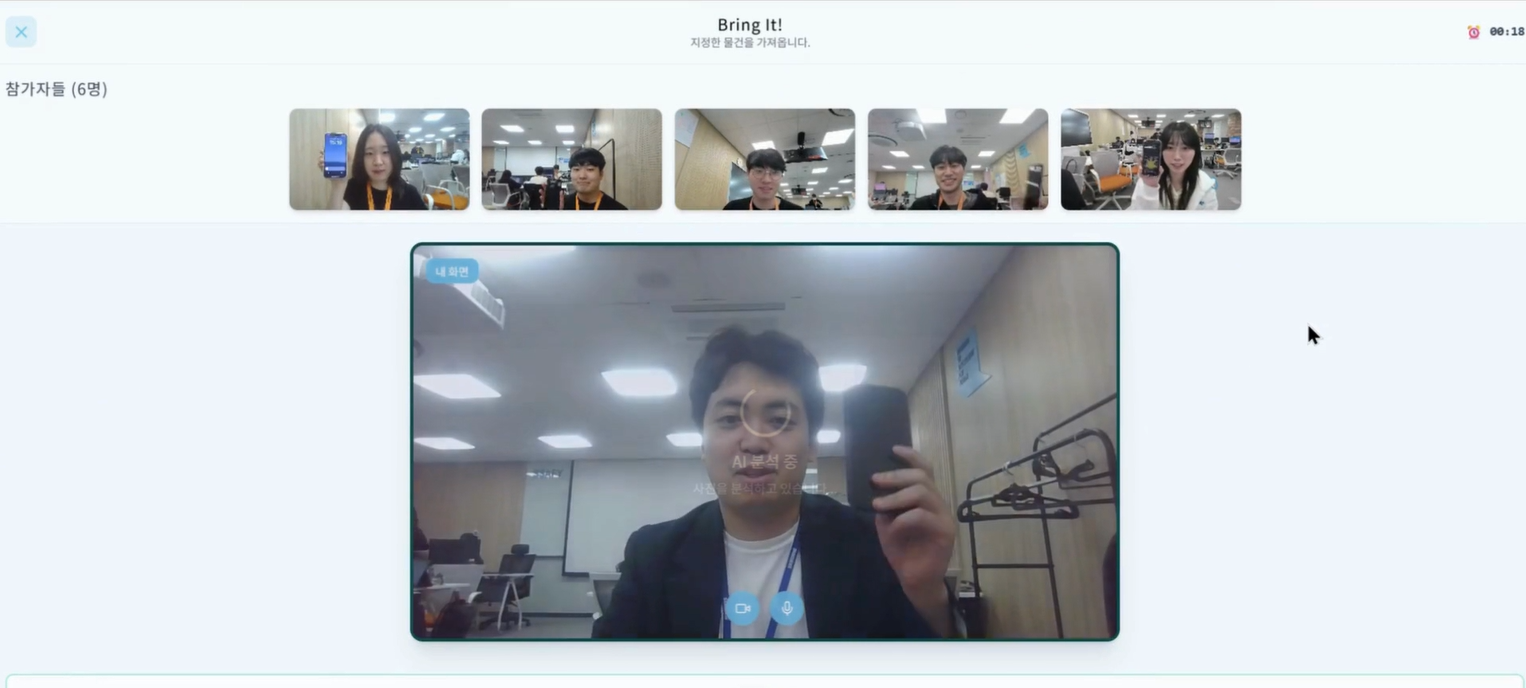 Bring It!
지정한 물건을 가져옵니다.
00:18
참가자들 (6명)
내 화면
AI 분석 중
사진을 분석하고 있습니다...